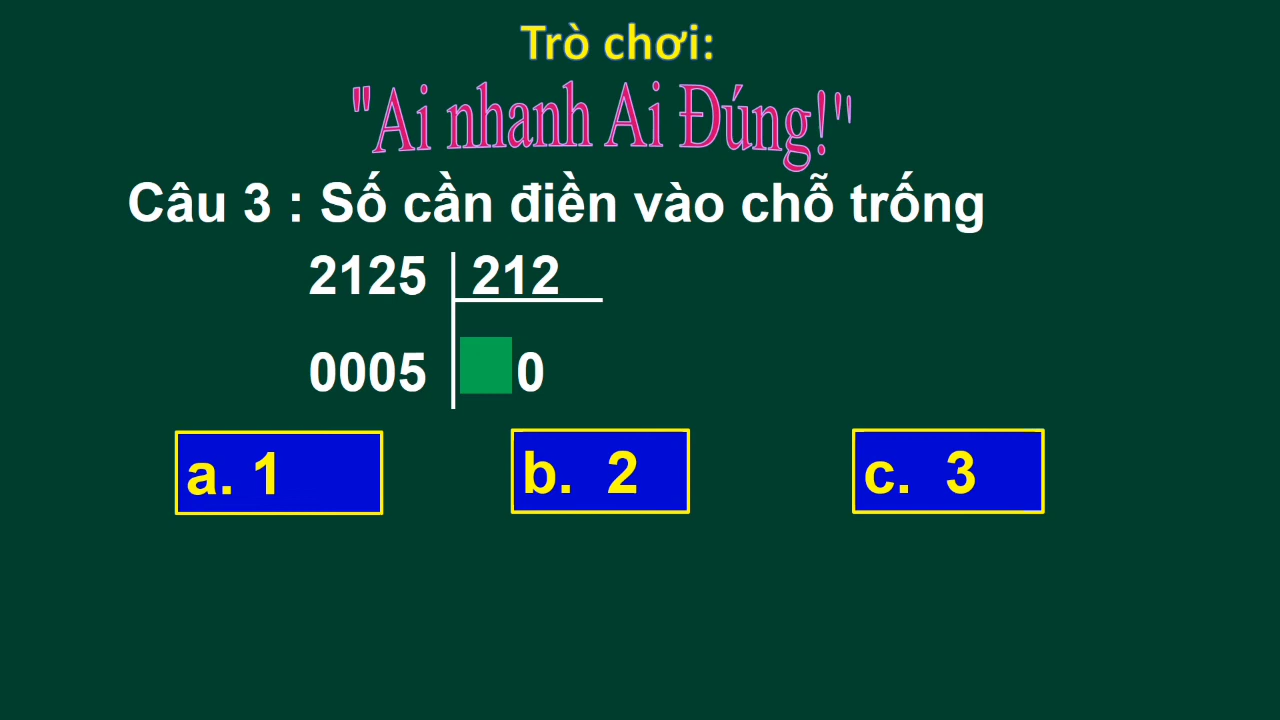 Trò chơi:
"Ai nhanh Ai Đúng!"
Câu 3 : Số cần điền vào chỗ trống
2125 212
0005 0
a. 1 b. 2 c. 3